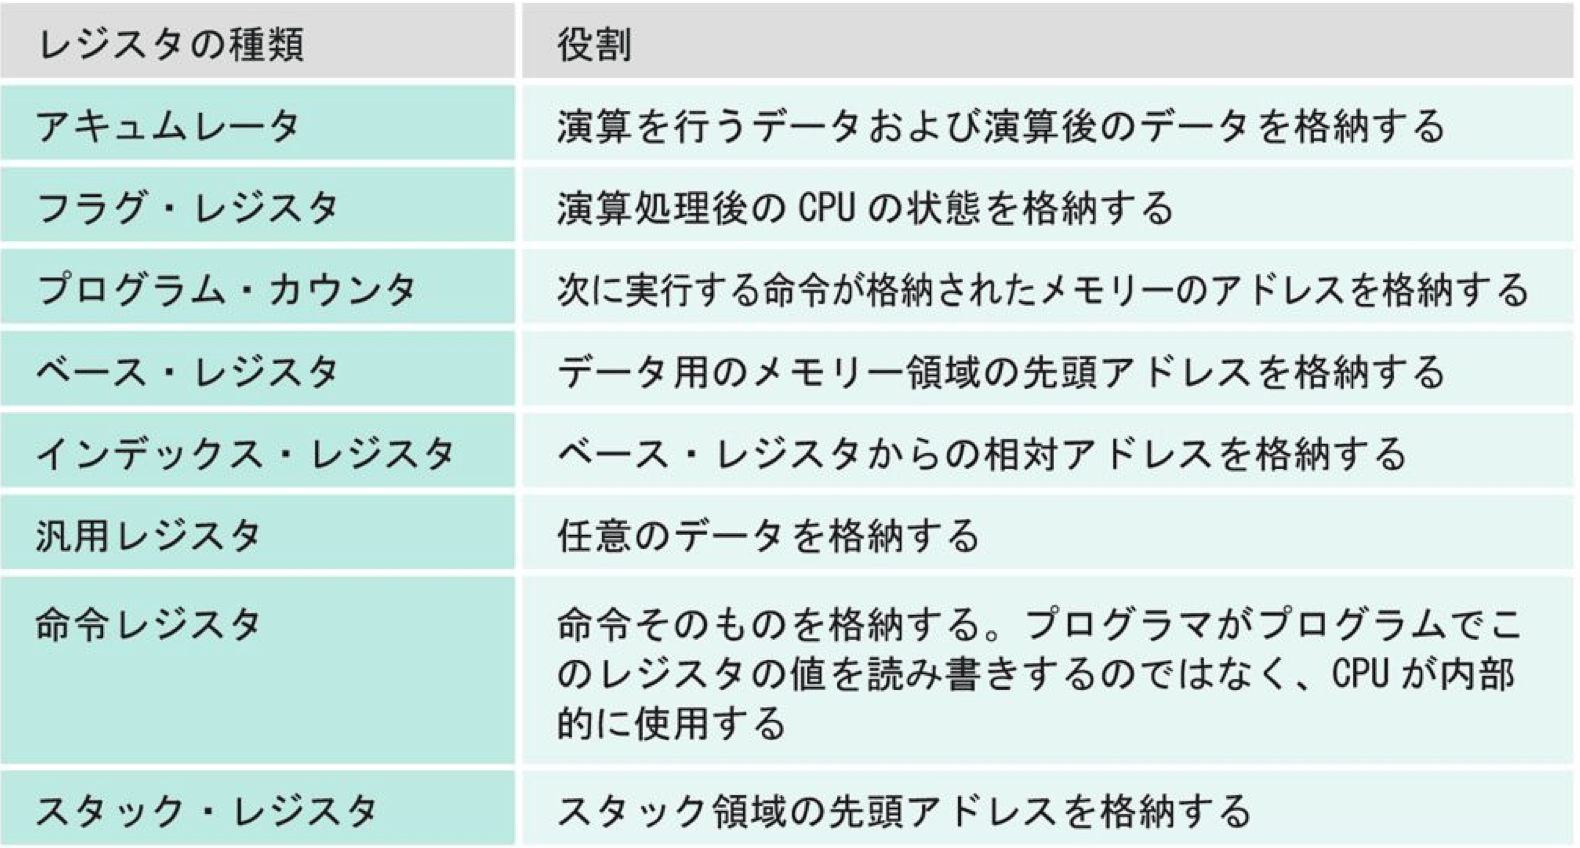 レジスタの種類 役割
アキュムレータ 演算を行うデータおよび演算後のデータを格納する
フラグ・レジスタ 演算処理後の CPU の状態を格納する
プログラム・カウンタ 次に実行する命令が格納されたメモリーのアドレスを格納する
ベース・レジスタ データ用のメモリー領域の先頭アドレスを格納する
インデックス・レジスタ ベース・レジスタからの相対アドレスを格納する
汎用レジスタ 任意のデータを格納する
命令レジスタ 命令そのものを格納する。プログラマがプログラムでこ
のレジスタの値を読み書きするのではなく、CPU が内部
的に使用する
スタック・レジスタ スタック領域の先頭アドレスを格納する